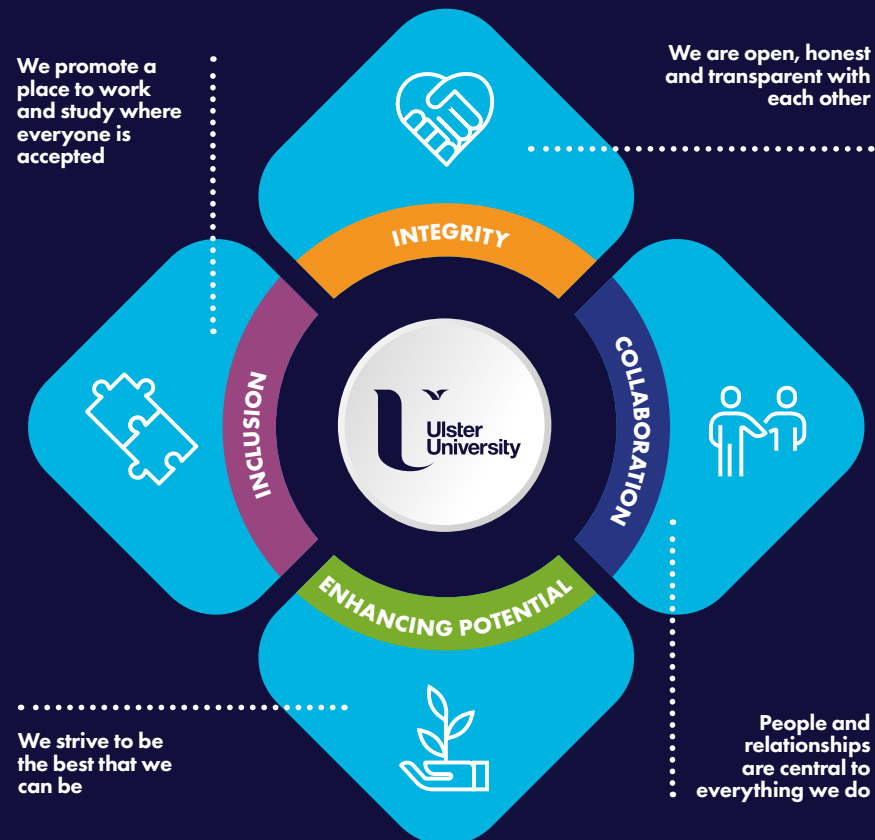 We promote a
place to work
and study where
everyone is
accepted
We are open, honest
and transparent with
each other
INTEGRITY
INCLUSION
Ulster
University
COLLABORATION
ENHANCING POTENTIAL
We strive to be
the best that we
can be
People and
relationships
are central to
everything we do